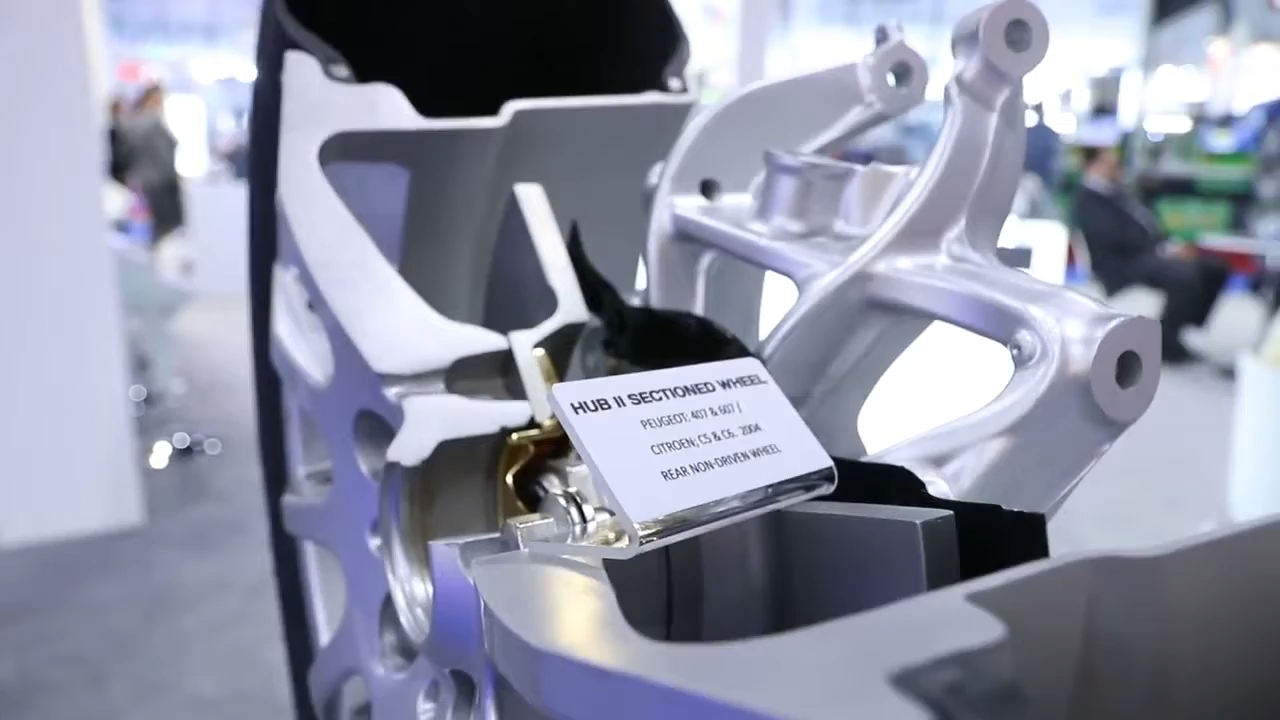 HUB II SECTIONED WHEEL
PEUGEOT: 407 & 607 /
CITROEN; C5 & C6. 2004
REAR NON-DRIVEN WHEEL